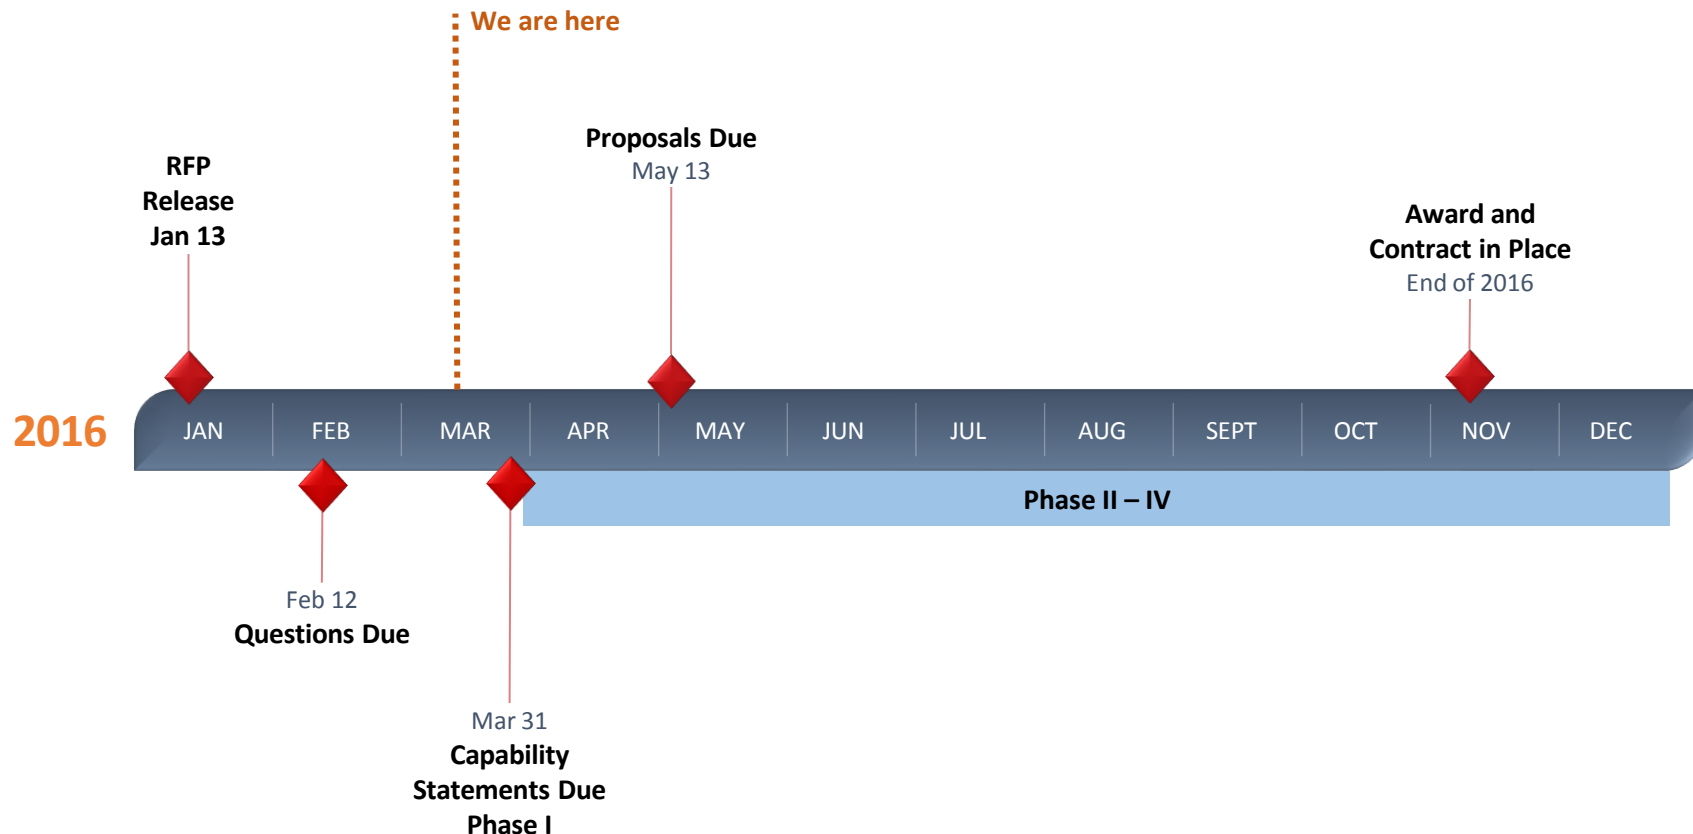 We are here
Proposals Due
May 13
RFP
Release
Jan 13
Award and
Contract in Place
End of 2016
2016
JAN FEB MAR APR MAY JUN JUL AUG SEPT OCT NOV DEC
Phase II – IV
Feb 12
Questions Due
Mar 31
Capability
Statements Due
Phase I